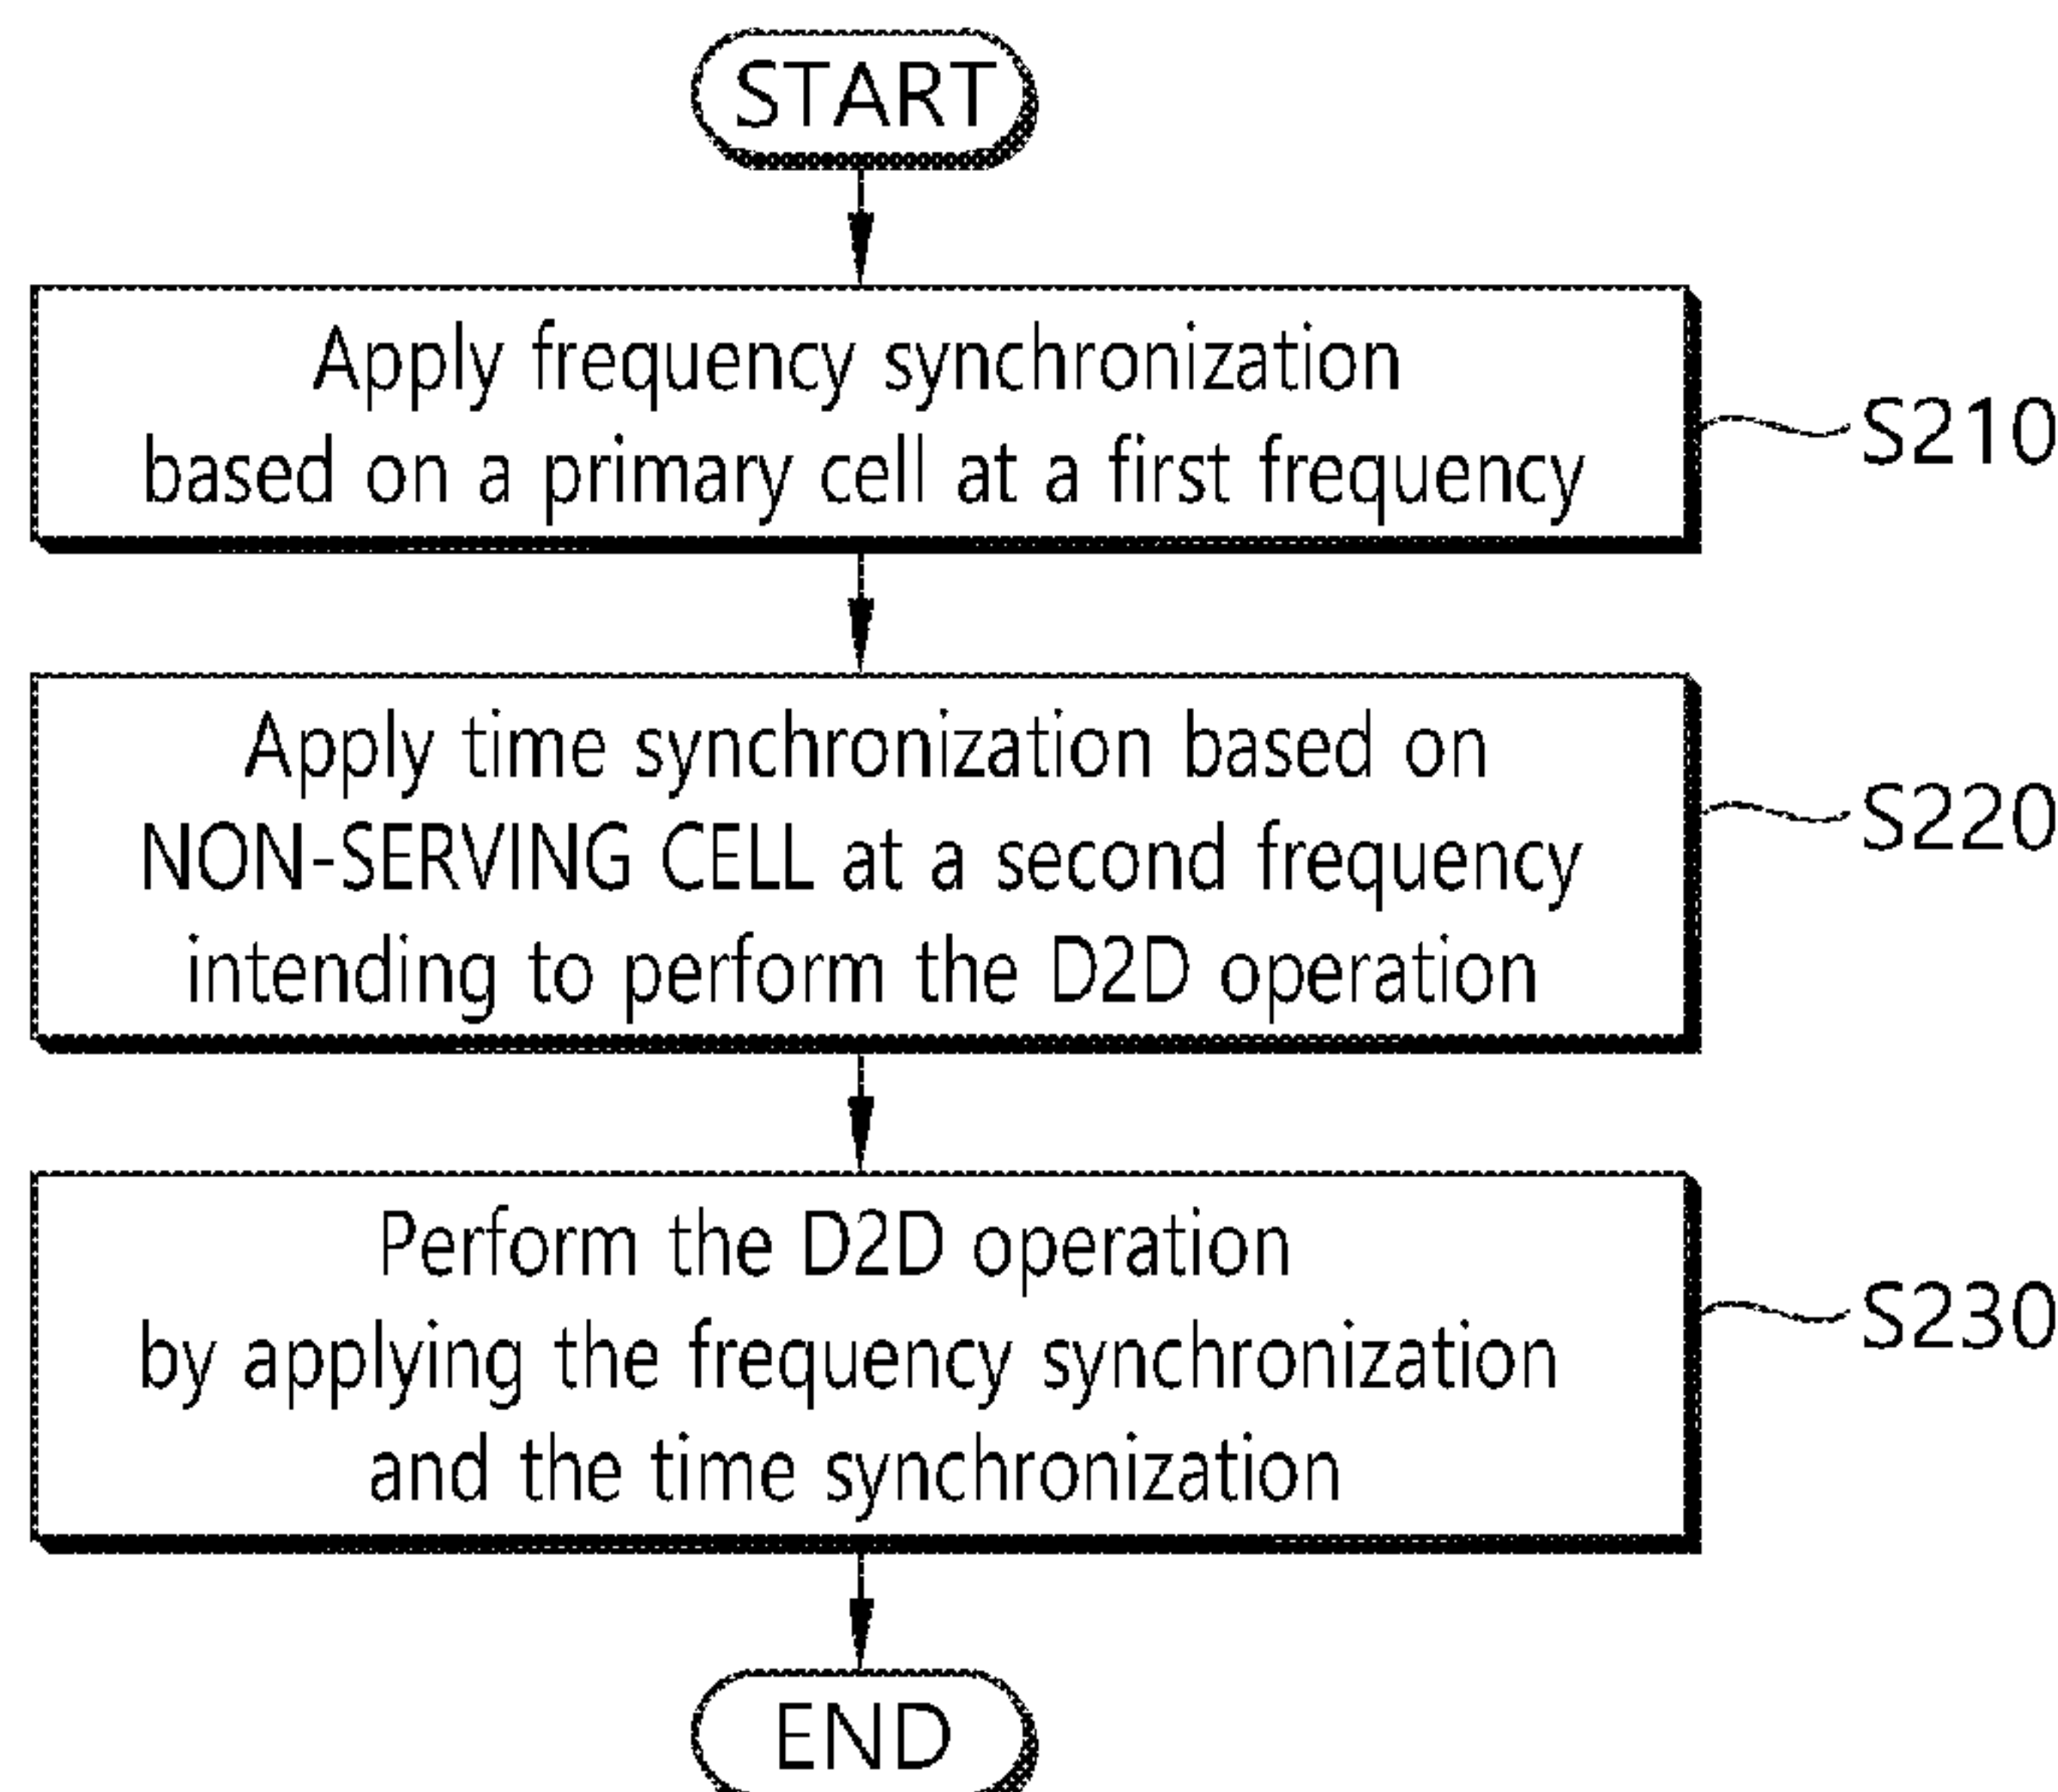 START
Apply frequency synchronization
based on a primary cell at a first frequency
S210
Apply time synchronization based on
NON-SERVING CELL at a second frequency
intending to perform the D2D operation
S220
Perform the D2D operation
by applying the frequency synchronization
and the time synchronization
S230
END